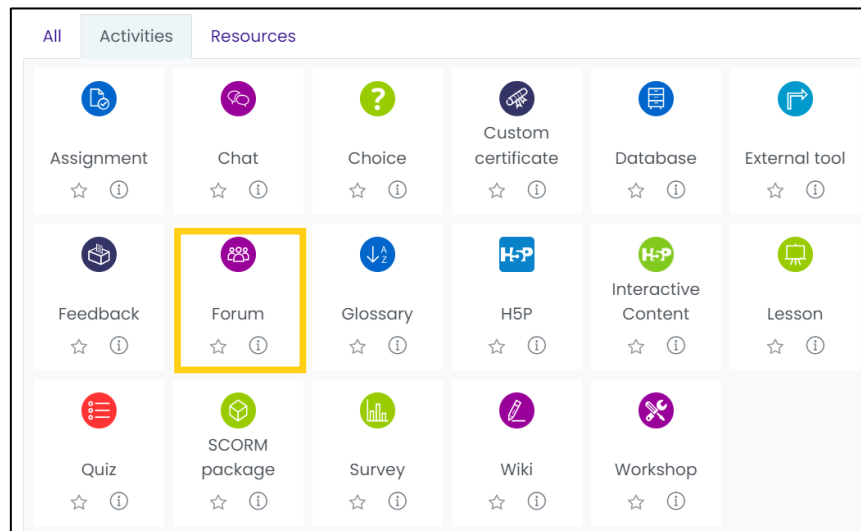 All Activities Resources
Custom
Assignment Chat Choice certificate Database External tool
Interactive
Feedback Forum Glossary H5P Content Lesson
SCORM
Quiz package Survey Wiki Workshop